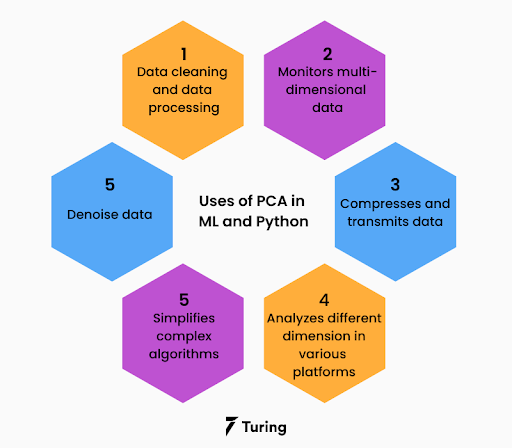 1
Data cleaning
and data
processing
2
Monitors multi-
dimensional
data
3
Compresses and
transmits data
4
Analyzes different
dimension in
various
platforms
5
Simplifies
complex
algorithms
5
Denoise data
Uses of PCA in
ML and Python
Turing